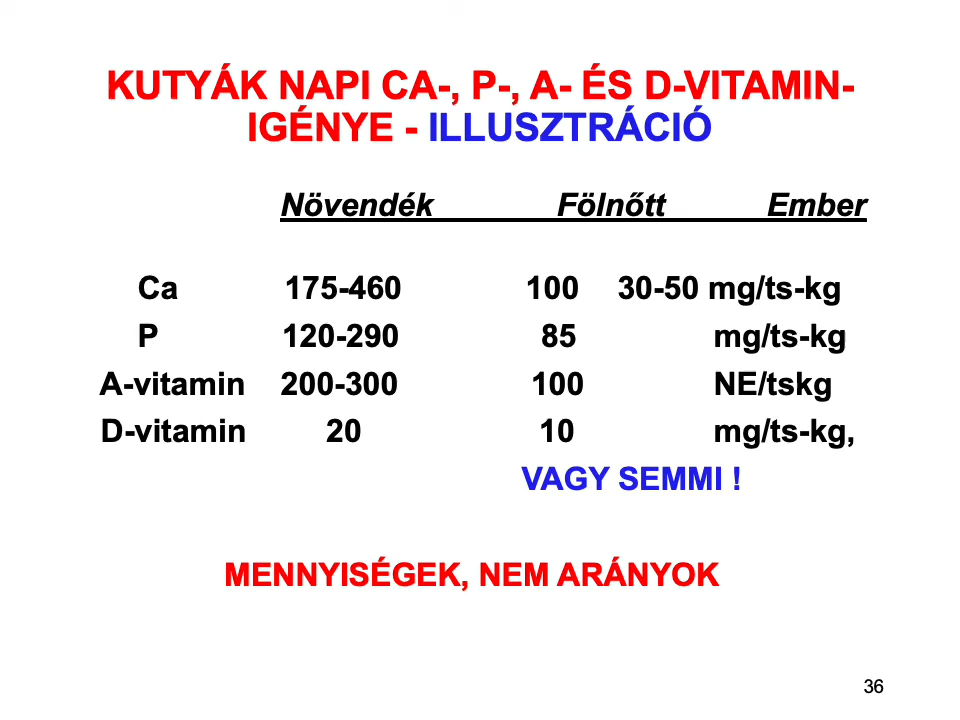 KUTYÁK NAPI CA-, P-, A- ÉS D-VITAMIN-
IGÉNYE - ILLUSZTRÁCIÓ
Növendék Fölnőtt Ember
Ca 175-460 100 30-50 mg/ts-kg
P 120-290 85 mg/ts-kg
A-vitamin 200-300 100 NE/tskg
D-vitamin 20 10 mg/ts-kg,
VAGY SEMMI !
MENNYISÉGEK, NEM ARÁNYOK
36